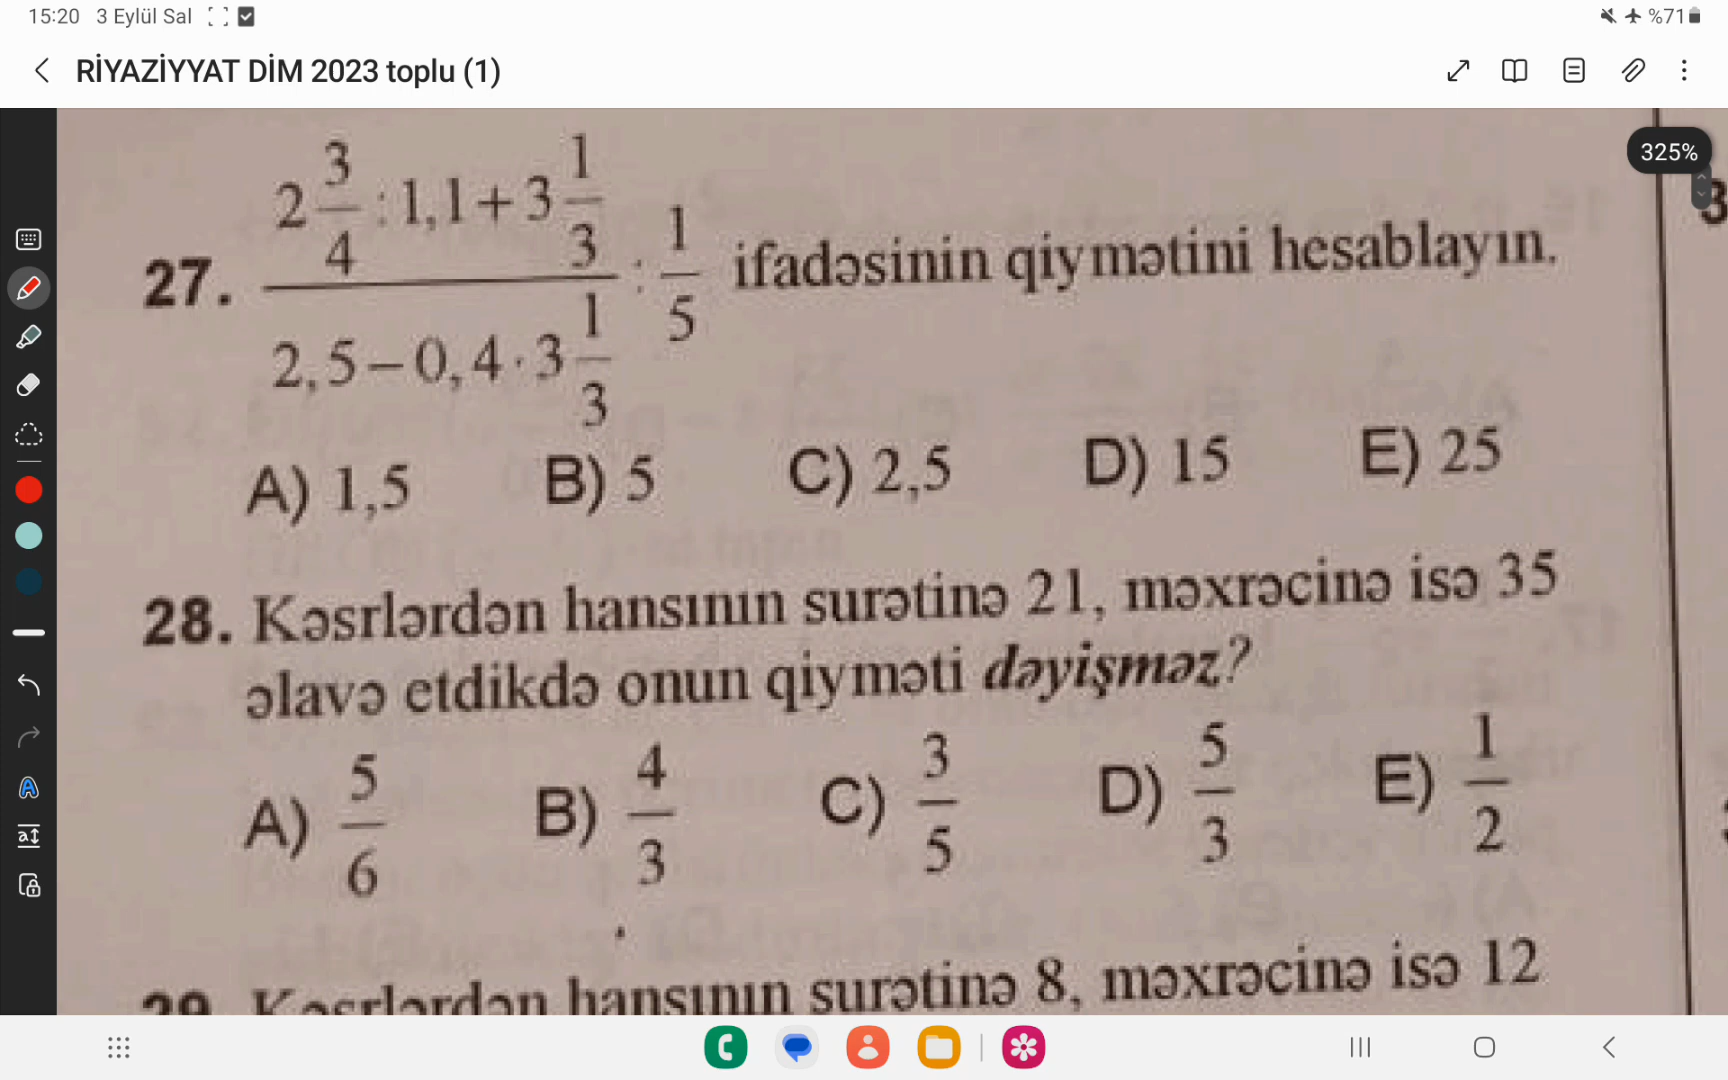 15:20 3 Eylül Sal %71
RİYAZİYYAT DİM 2023 toplu (1)
325%
27. (2 3/4 : 1,1 + 3 1/3) / (2,5 – 0,4 · 3 1/3) : 1/5 ifadəsinin qiymətini hesablayın.
A) 1,5 B) 5 C) 2,5 D) 15 E) 25
28. Kəsrlərdən hansının surətinə 21, məxrəcinə isə 35
əlavə etdikdə onun qiyməti dəyişməz?
A) 5/6 B) 4/3 C) 3/5 D) 5/3 E) 1/2
29. Kəsrlərdən hansının surətinə 8, məxrəcinə isə 12